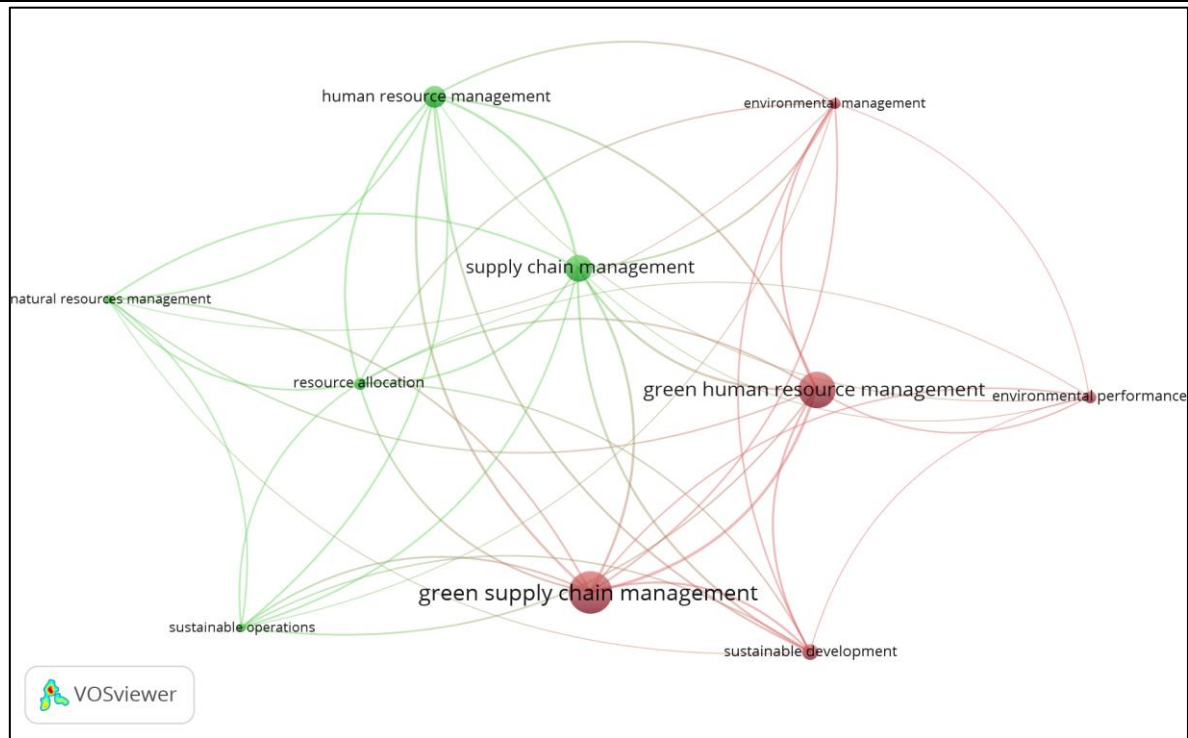 human resource management
environmental management
supply chain management
natural resources management
resource allocation
green human resource management
environmental performance
green supply chain management
sustainable operations
sustainable development
VOSviewer